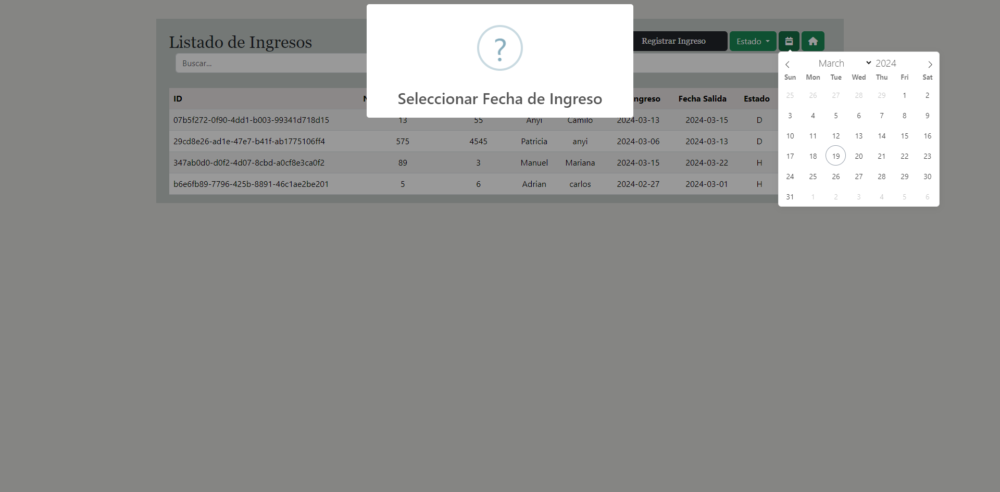 ?
Seleccionar Fecha de Ingreso
Listado de Ingresos
Registrar Ingreso
Estado
Buscar...
ID Fecha Salida Estado
07b5f272-0f90-4dd1-b003-99341d718d15 13 55 Anyi Camilo 2024-03-13 2024-03-15 D
29cd8e26-ad1e-47e7-b41f-ab1775106ff4 575 4545 Patricia anyi 2024-03-06 2024-03-13 D
347ab0d0-d0f2-4d07-8cbd-a0cf8e3ca0f2 89 3 Manuel Mariana 2024-03-15 2024-03-22 H
b6e6fb89-7796-425b-8891-46c1ae2be201 5 6 Adrian carlos 2024-02-27 2024-03-01 H
March 2024
Sun Mon Tue Wed Thu Fri Sat
25 26 27 28 29 1 2
3 4 5 6 7 8 9
10 11 12 13 14 15 16
17 18 19 20 21 22 23
24 25 26 27 28 29 30
31 1 2 3 4 5 6